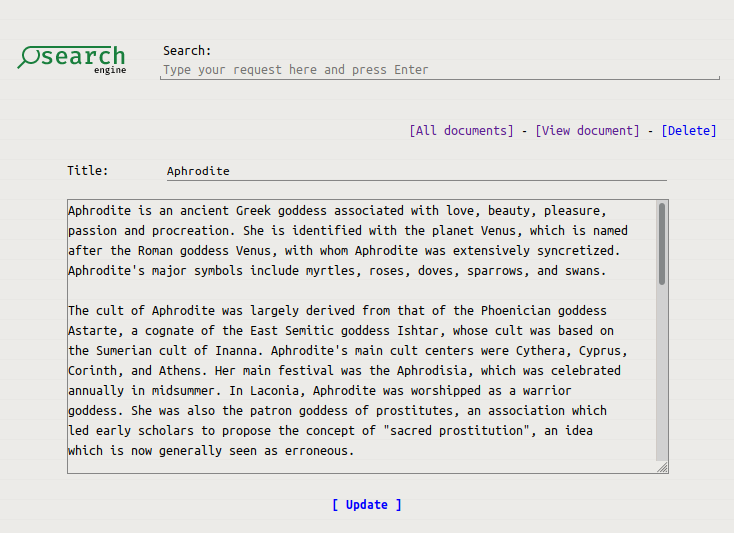 search
engine
Search:
Type your request here and press Enter
[All documents] - [View document] - [Delete]
Title: Aphrodite
Aphrodite is an ancient Greek goddess associated with love, beauty, pleasure,
passion and procreation. She is identified with the planet Venus, which is named
after the Roman goddess Venus, with whom Aphrodite was extensively syncretized.
Aphrodite's major symbols include myrtles, roses, doves, sparrows, and swans.
The cult of Aphrodite was largely derived from that of the Phoenician goddess
Astarte, a cognate of the East Semitic goddess Ishtar, whose cult was based on
the Sumerian cult of Inanna. Aphrodite's main cult centers were Cythera, Cyprus,
Corinth, and Athens. Her main festival was the Aphrodisia, which was celebrated
annually in midsummer. In Laconia, Aphrodite was worshipped as a warrior
goddess. She was also the patron goddess of prostitutes, an association which
led early scholars to propose the concept of "sacred prostitution", an idea
which is now generally seen as erroneous.
[ Update ]